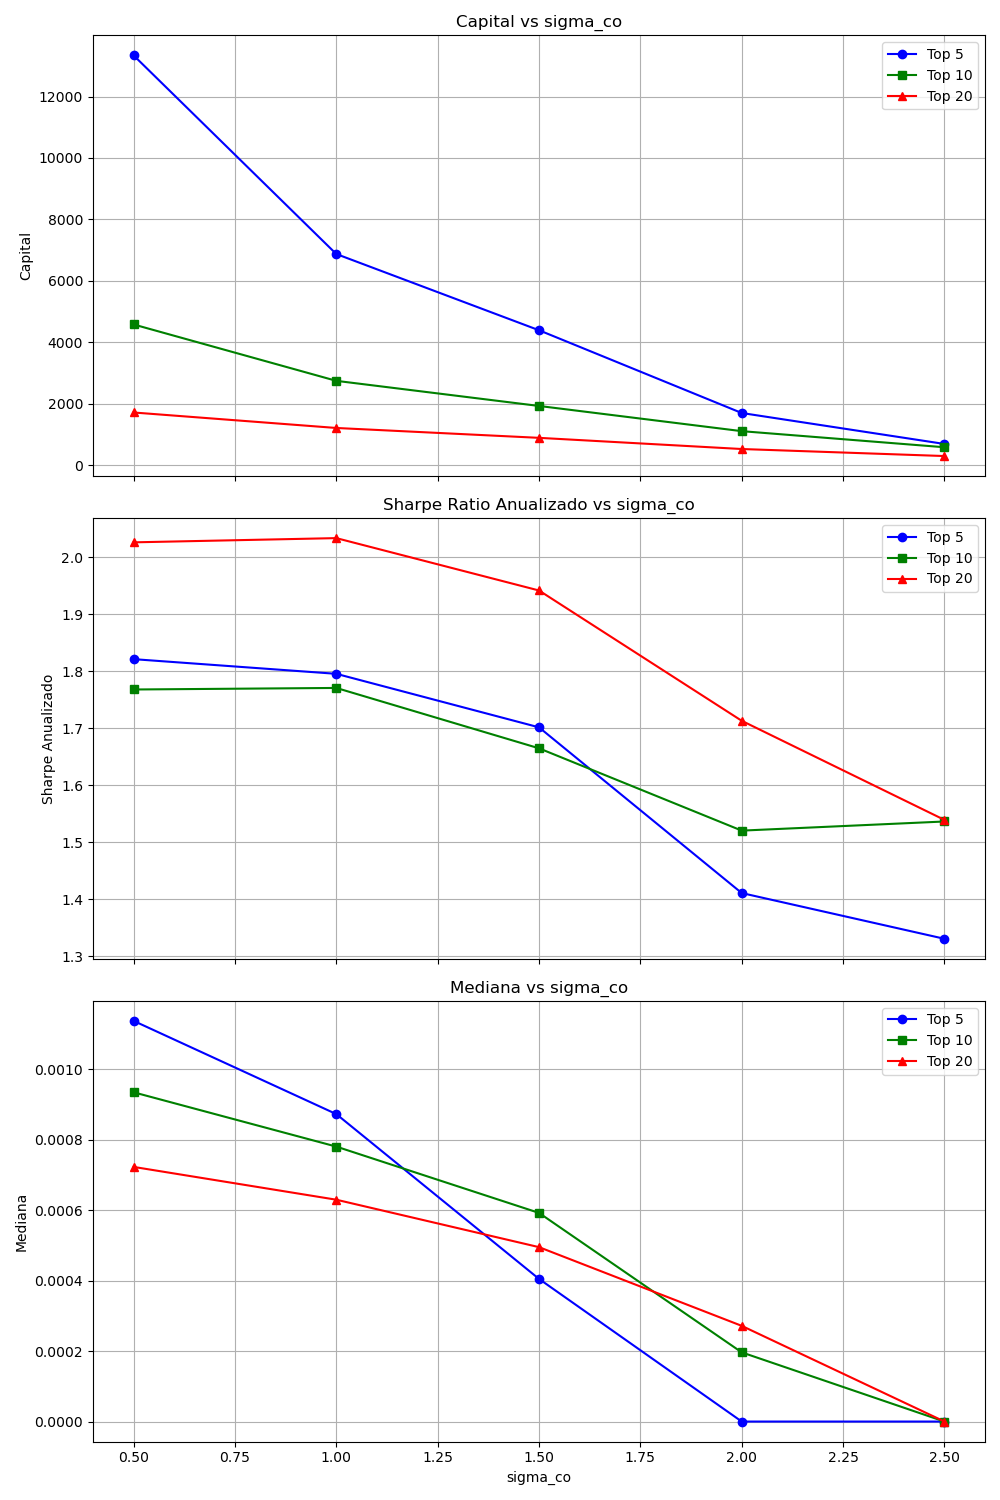 Capital vs sigma_co
Top 5
Top 10
Top 20
12000
10000
8000
6000
4000
2000
0
Capital
Sharpe Ratio Anualizado vs sigma_co
Top 5
Top 10
Top 20
2.0
1.9
1.8
1.7
1.6
1.5
1.4
1.3
Sharpe Anualizado
Mediana vs sigma_co
Top 5
Top 10
Top 20
0.0010
0.0008
0.0006
0.0004
0.0002
0.0000
Mediana
0.50 0.75 1.00 1.25 1.50 1.75 2.00 2.25 2.50
sigma_co